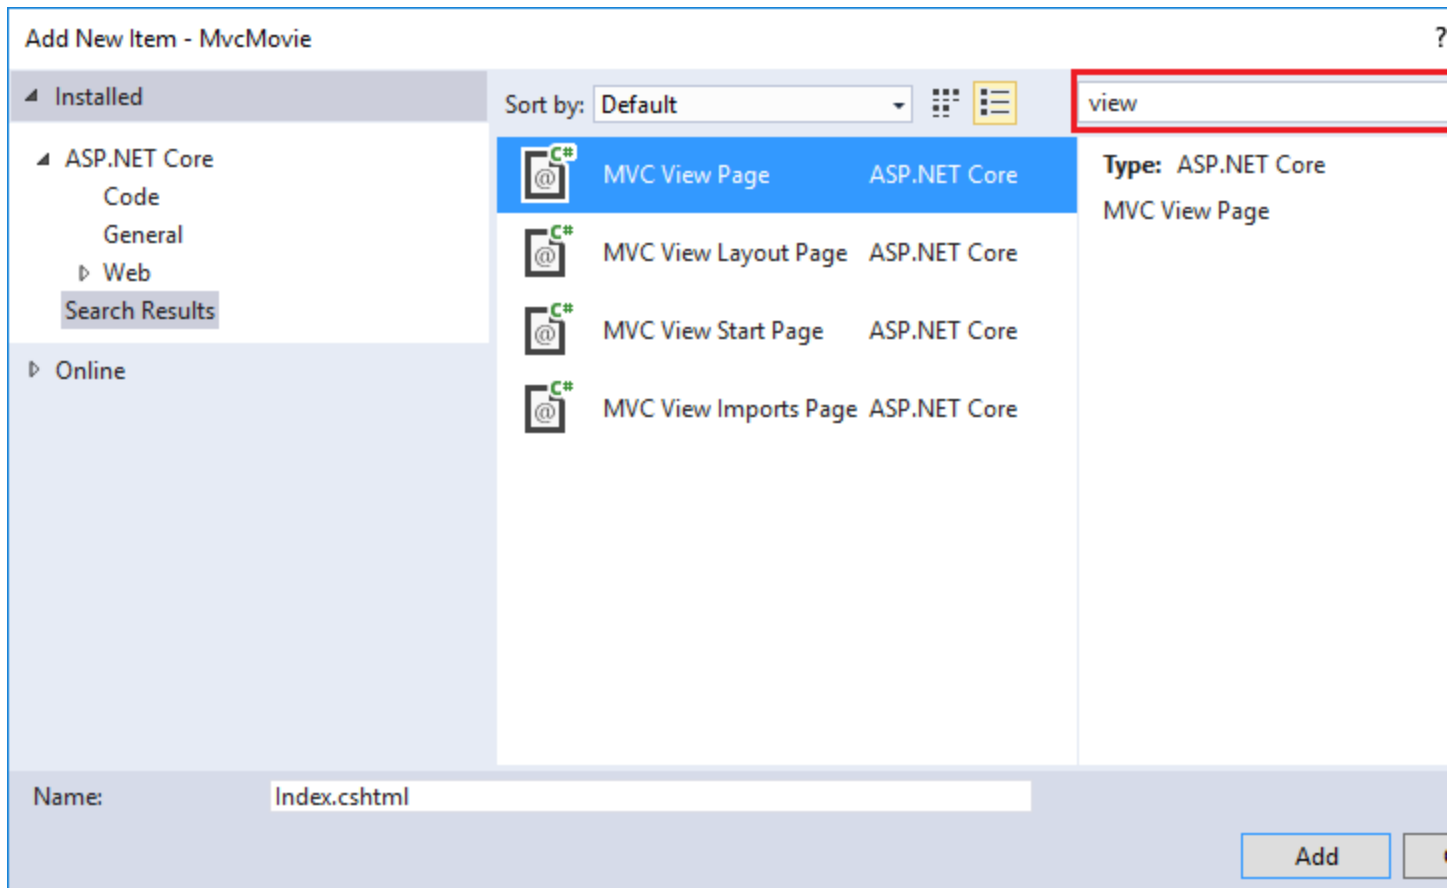 Add New Item - MvcMovie ?
Installed
Sort by: Default
view
ASP.NET Core
Code
General
Web
Search Results
Online
C# @ MVC View Page ASP.NET Core
C# @ MVC View Layout Page ASP.NET Core
C# @ MVC View Start Page ASP.NET Core
C# @ MVC View Imports Page ASP.NET Core
Type: ASP.NET Core
MVC View Page
Name: Index.cshtml
Add